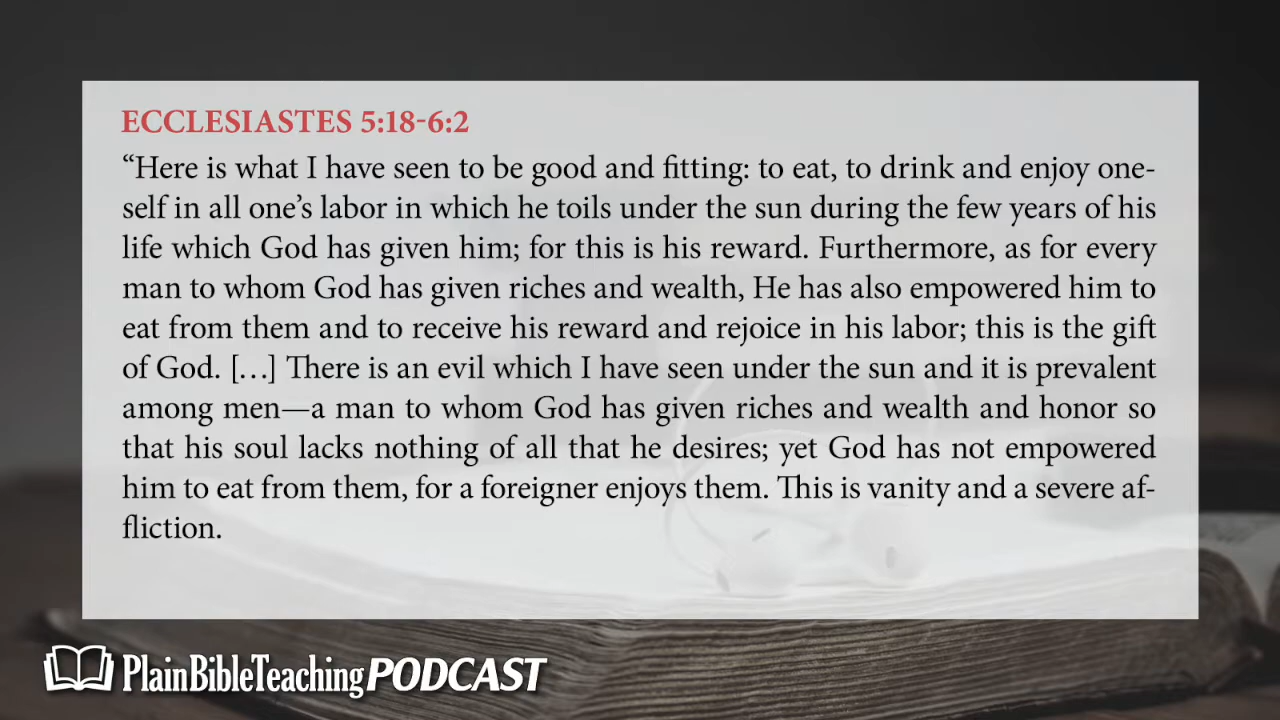 ECCLESIASTES 5:18-6:2
“Here is what I have seen to be good and fitting: to eat, to drink and enjoy one-
self in all one’s labor in which he toils under the sun during the few years of his
life which God has given him; for this is his reward. Furthermore, as for every
man to whom God has given riches and wealth, He has also empowered him to
eat from them and to receive his reward and rejoice in his labor; this is the gift
of God. […] There is an evil which I have seen under the sun and it is prevalent
among men—a man to whom God has given riches and wealth and honor so
that his soul lacks nothing of all that he desires; yet God has not empowered
him to eat from them, for a foreigner enjoys them. This is vanity and a severe af-
fliction.
PlainBibleTeachingPODCAST